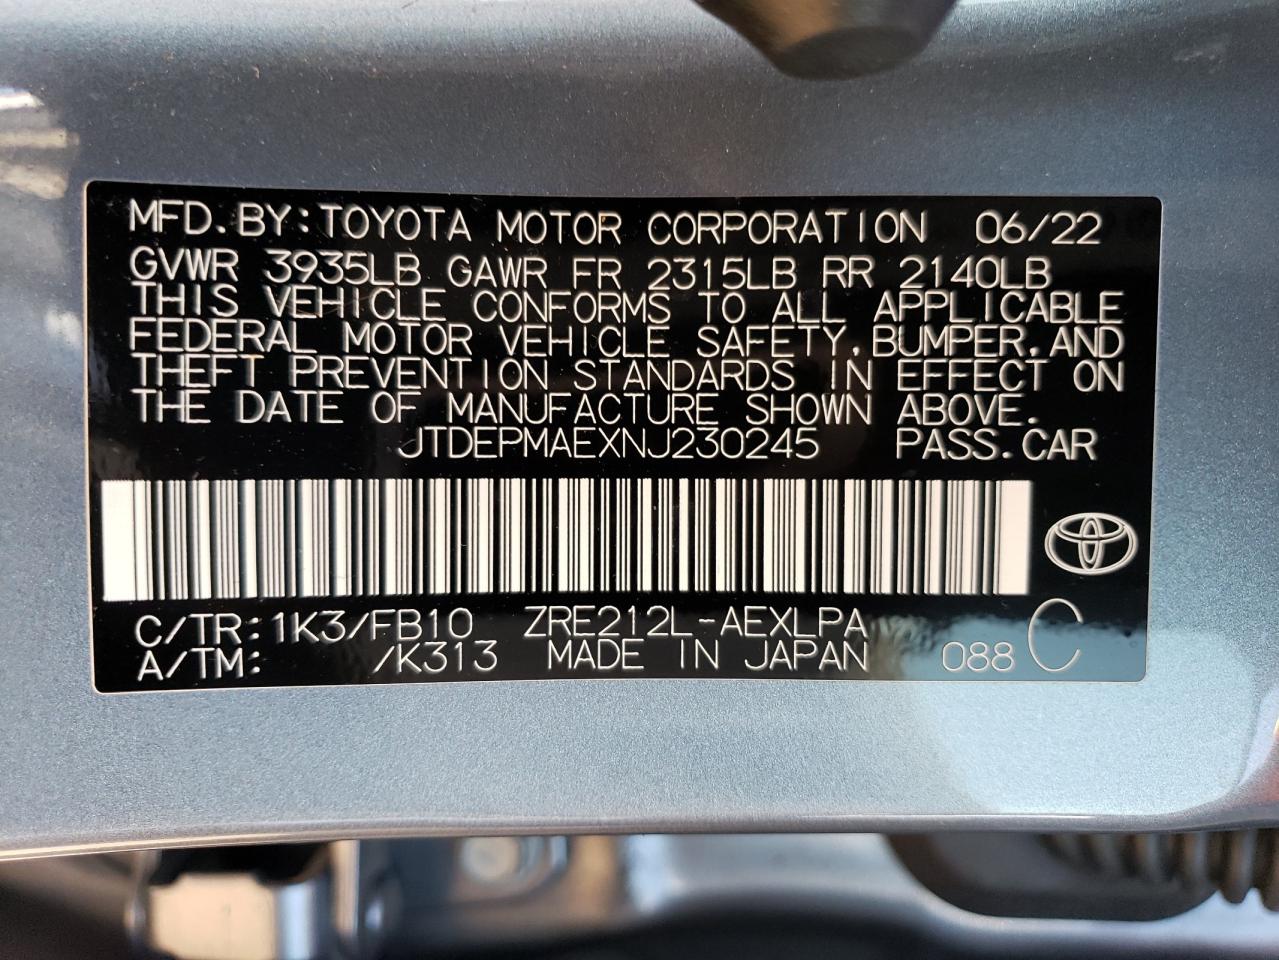 MFD. BY: TOYOTA MOTOR CORPORATION 06/22
GVWR 3935LB GAWR FR 2315LB RR 2140LB
THIS VEHICLE CONFORMS TO ALL APPLICABLE
FEDERAL MOTOR VEHICLE SAFETY, BUMPER, AND
THEFT PREVENTION STANDARDS IN EFFECT ON
THE DATE OF MANUFACTURE SHOWN ABOVE.
JTDEPMAEXNJ230245 PASS. CAR
C/TR: 1K3/FB10 ZRE212L-AEXLPA
A/TM: /K313 MADE IN JAPAN 088 C